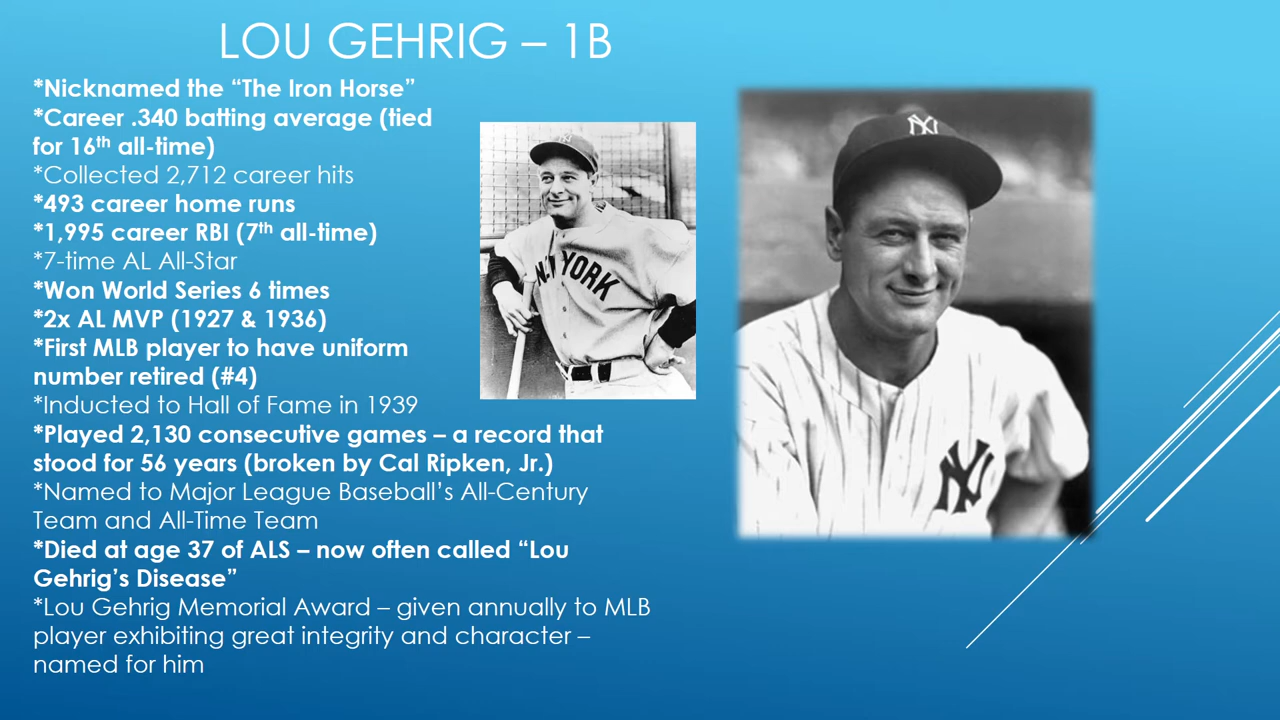 LOU GEHRIG – 1B
*Nicknamed the “The Iron Horse”
*Career .340 batting average (tied
for 16th all-time)
*Collected 2,712 career hits
*493 career home runs
*1,995 career RBI (7th all-time)
*7-time AL All-Star
*Won World Series 6 times
*2x AL MVP (1927 & 1936)
*First MLB player to have uniform
number retired (#4)
*Inducted to Hall of Fame in 1939
*Played 2,130 consecutive games – a record that
stood for 56 years (broken by Cal Ripken, Jr.)
*Named to Major League Baseball’s All-Century
Team and All-Time Team
*Died at age 37 of ALS – now often called “Lou
Gehrig’s Disease”
*Lou Gehrig Memorial Award – given annually to MLB
player exhibiting great integrity and character –
named for him
NY
N.YORK
NY
NY